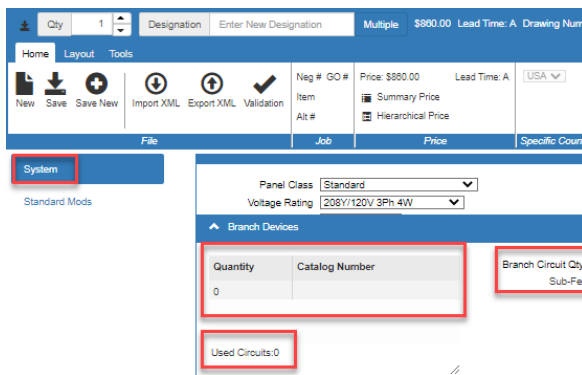 Qty 1 Designation Enter New Designation Multiple $860.00 Lead Time: A Drawing Num
Home Layout Tools
New Save Save New Import XML Export XML Validation
Neg # GO # Price: $860.00 Lead Time: A USA
Item Summary Price
Alt # Hierarchical Price
File Job Price Specific Coun
System
Standard Mods
Panel Class Standard
Voltage Rating 208Y/120V 3Ph 4W
Branch Devices
Quantity Catalog Number
0
Branch Circuit Qty
Sub-Fe
Used Circuits:0